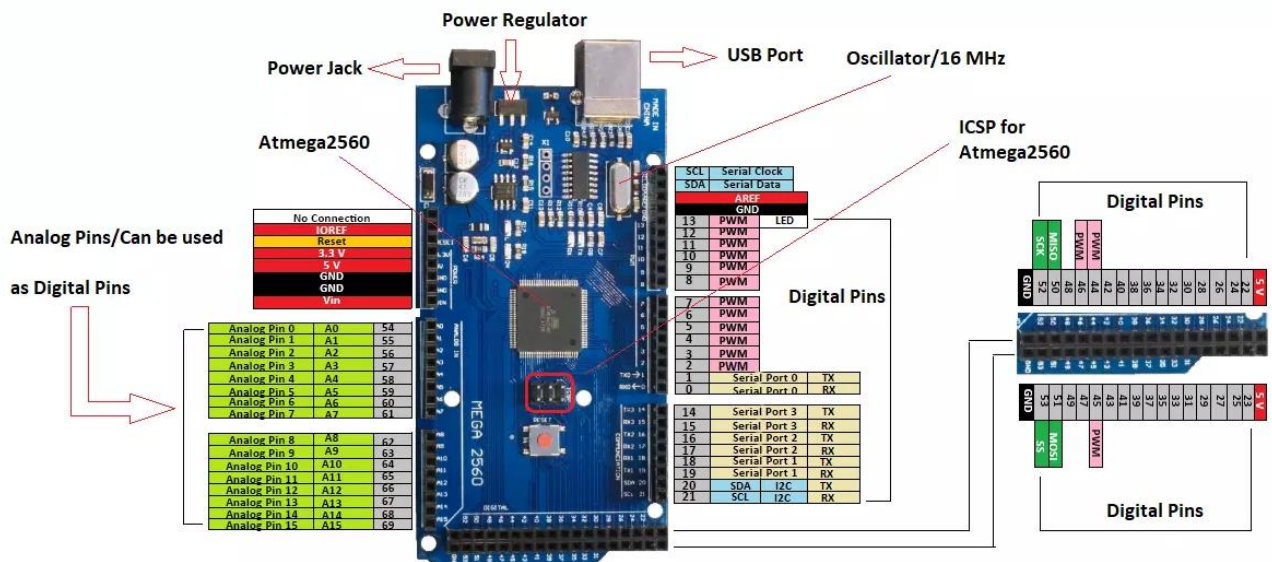 Power Regulator
Power Jack
USB Port
Oscillator/16 MHz
Atmega2560
ICSP for
Atmega2560
Analog Pins/Can be used
as Digital Pins
No Connection
IOREF
Reset
3.3 V
5 V
GND
GND
Vin
Analog Pin 0 A0 54
Analog Pin 1 A1 55
Analog Pin 2 A2 56
Analog Pin 3 A3 57
Analog Pin 4 A4 58
Analog Pin 5 A5 59
Analog Pin 6 A6 60
Analog Pin 7 A7 61
Analog Pin 8 A8 62
Analog Pin 9 A9 63
Analog Pin 10 A10 64
Analog Pin 11 A11 65
Analog Pin 12 A12 66
Analog Pin 13 A13 67
Analog Pin 14 A14 68
Analog Pin 15 A15 69
MADE IN
CHINA
RESET
MEGA 2560
POWER
ANALOG IN
COMMUNICATION
DIGITAL
SCL Serial Clock
SDA Serial Data
AREF
GND
13 PWM LED
12 PWM
11 PWM
10 PWM
9 PWM
8 PWM
7 PWM
6 PWM
5 PWM
4 PWM
3 PWM
2 PWM
1 Serial Port 0 TX
0 Serial Port 0 RX
14 Serial Port 3 TX
15 Serial Port 3 RX
16 Serial Port 2 TX
17 Serial Port 2 RX
18 Serial Port 1 TX
19 Serial Port 1 RX
20 SDA I2C TX
21 SCL I2C RX
Digital Pins
Digital Pins
SCK MISO PWM PWM
GND 52 50 48 46 44 42 40 38 36 34 32 30 28 26 24 22 5 V
GND 53 51 49 47 45 43 41 39 37 35 33 31 29 27 25 23 5 V
SS MOSI PWM
Digital Pins